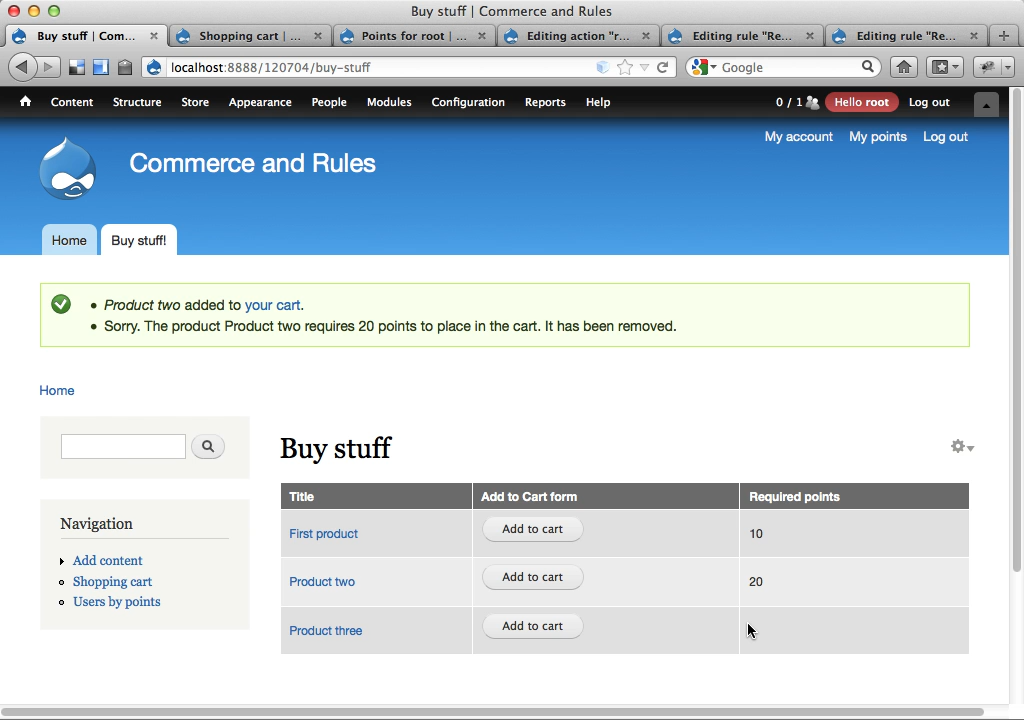 Buy stuff | Commerce and Rules
Buy stuff | Com... Shopping cart | ... Points for root | ... Editing action "r... Editing rule "Re... Editing rule "Re...
localhost:8888/120704/buy-stuff Google
Content Structure Store Appearance People Modules Configuration Reports Help 0 / 1 Hello root Log out
My account My points Log out
Commerce and Rules
Home Buy stuff!
Product two added to your cart.
Sorry. The product Product two requires 20 points to place in the cart. It has been removed.
Home
Buy stuff
Title Add to Cart form Required points
First product Add to cart 10
Product two Add to cart 20
Product three Add to cart
Navigation
Add content
Shopping cart
Users by points